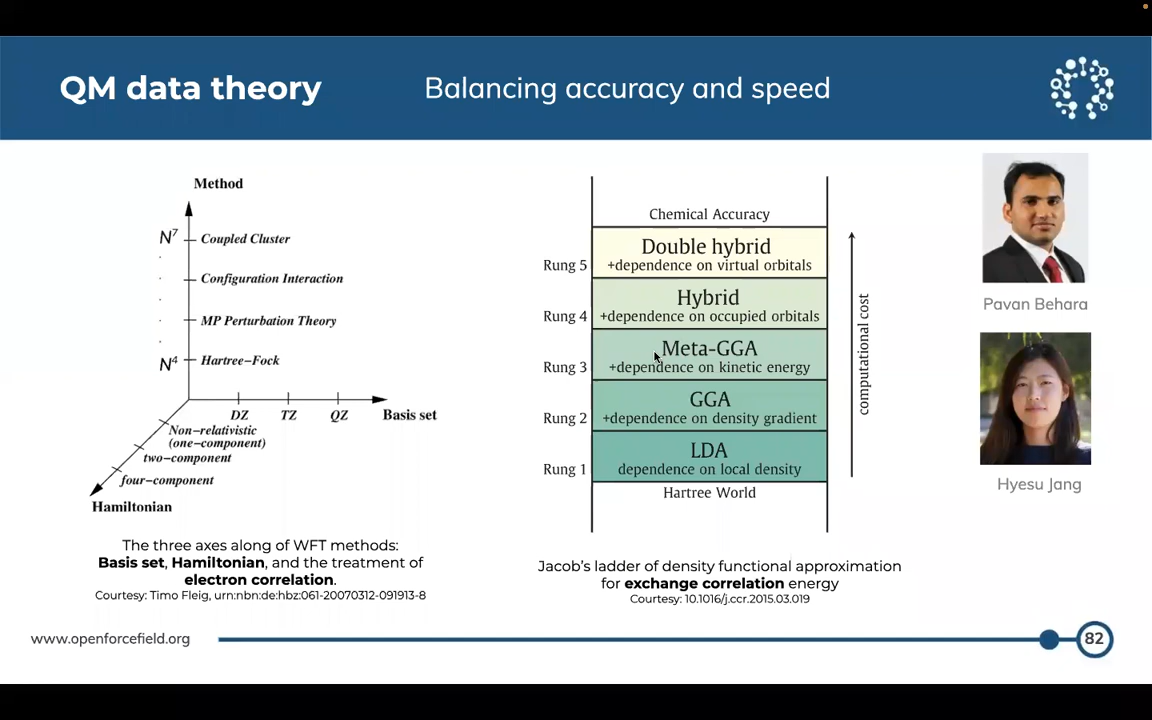 QM data theory
Balancing accuracy and speed
Method
N7
Coupled Cluster
Configuration Interaction
MP Perturbation Theory
N4
Hartree–Fock
DZ
TZ
QZ
Basis set
Non–relativistic
(one–component)
two–component
four–component
Hamiltonian
The three axes along of WFT methods:
Basis set, Hamiltonian, and the treatment of
electron correlation.
Courtesy: Timo Fleig, urn:nbn:de:hbz:061-20070312-091913-8
Chemical Accuracy
Double hybrid
Rung 5
+dependence on virtual orbitals
Hybrid
Rung 4
+dependence on occupied orbitals
Meta-GGA
Rung 3
+dependence on kinetic energy
GGA
Rung 2
+dependence on density gradient
LDA
Rung 1
dependence on local density
Hartree World
computational cost
Jacob's ladder of density functional approximation
for exchange correlation energy
Courtesy: 10.1016/j.ccr.2015.03.019
Pavan Behara
Hyesu Jang
www.openforcefield.org
82